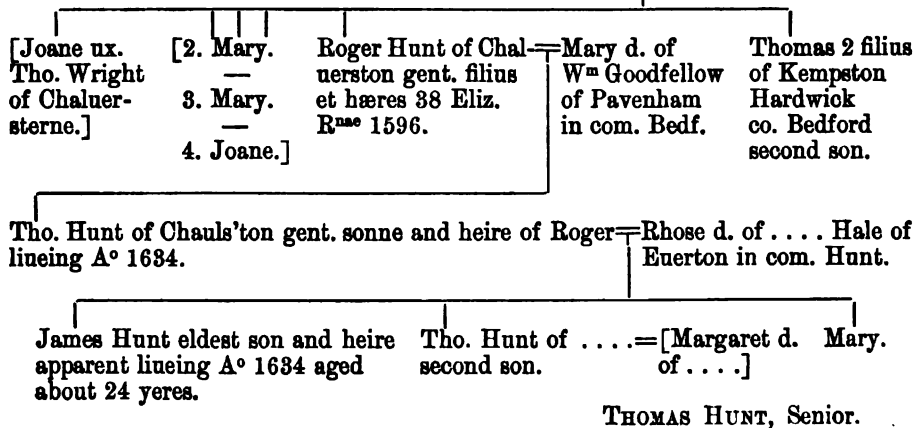 [Joane ux.
Tho. Wright
of Chaluer-
sterne.]
[2. Mary.
—
3. Mary.
—
4. Joane.]
Roger Hunt of Chal-
uerston gent. filius
et hæres 38 Eliz.
Rnae 1596.
Mary d. of
Wm Goodfellow
of Pavenham
in com. Bedf.
Thomas 2 filius
of Kempston
Hardwick
co. Bedford
second son.
Tho. Hunt of Chauls'ton gent. sonne and heire of Roger
liueing Ao 1634.
Rhose d. of .... Hale of
Euerton in com. Hunt.
James Hunt eldest son and heire
apparent liueing Ao 1634 aged
about 24 yeres.
Tho. Hunt of ....=[Margaret d.
second son.
of ....]
Mary.
THOMAS HUNT, Senior.